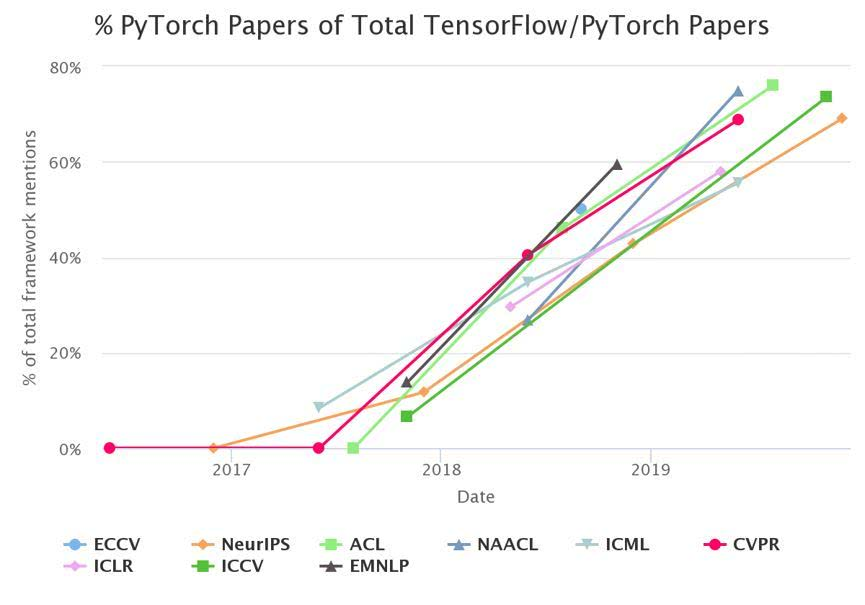 % PyTorch Papers of Total TensorFlow/PyTorch Papers
80%
60%
40%
20%
0%
% of total framework mentions
2017 2018 2019
Date
ECCV NeurIPS ACL NAACL ICML CVPR
ICLR ICCV EMNLP